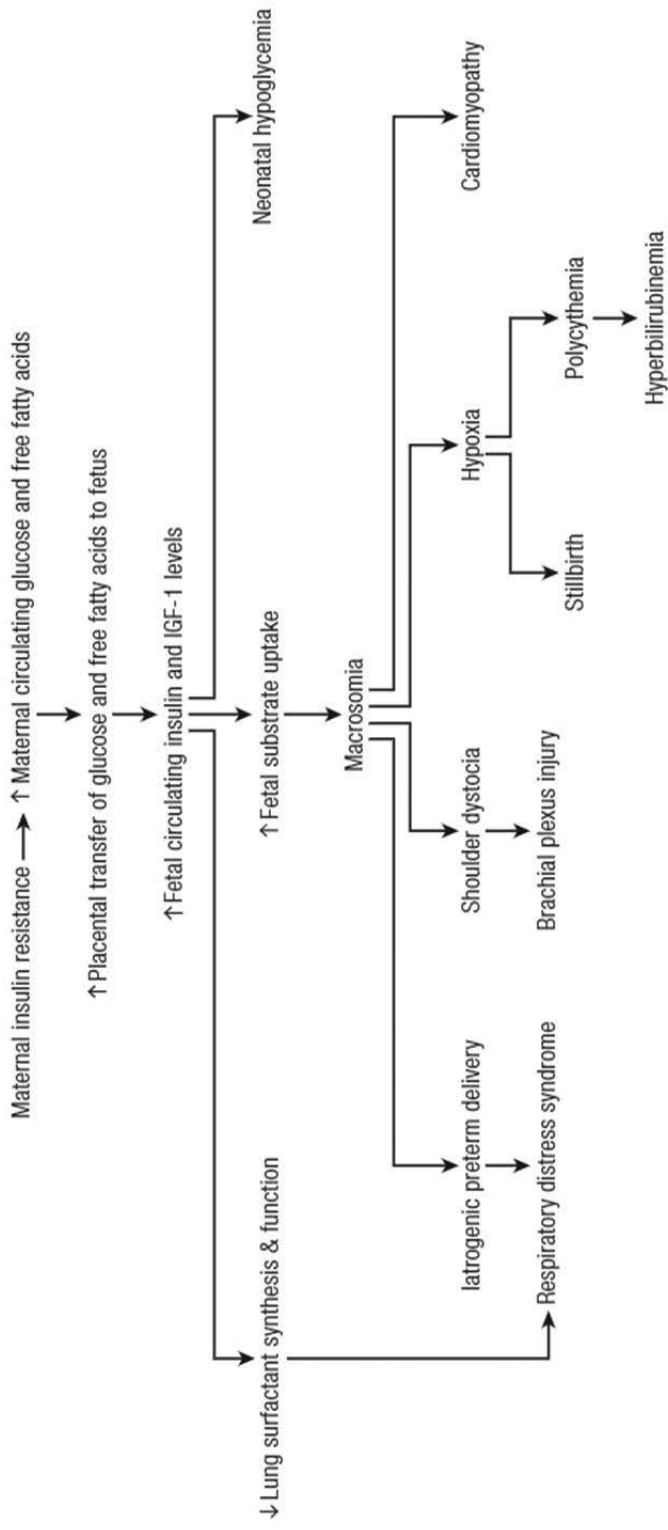 Maternal insulin resistance → ↑ Maternal circulating glucose and free fatty acids
↑Placental transfer of glucose and free fatty acids to fetus
↑Fetal circulating insulin and IGF-1 levels
↓ Lung surfactant synthesis & function
↑Fetal substrate uptake
Neonatal hypoglycemia
Macrosomia
Iatrogenic preterm delivery
Shoulder dystocia
Hypoxia
Cardiomyopathy
Respiratory distress syndrome
Brachial plexus injury
Stillbirth
Polycythemia
Hyperbilirubinemia